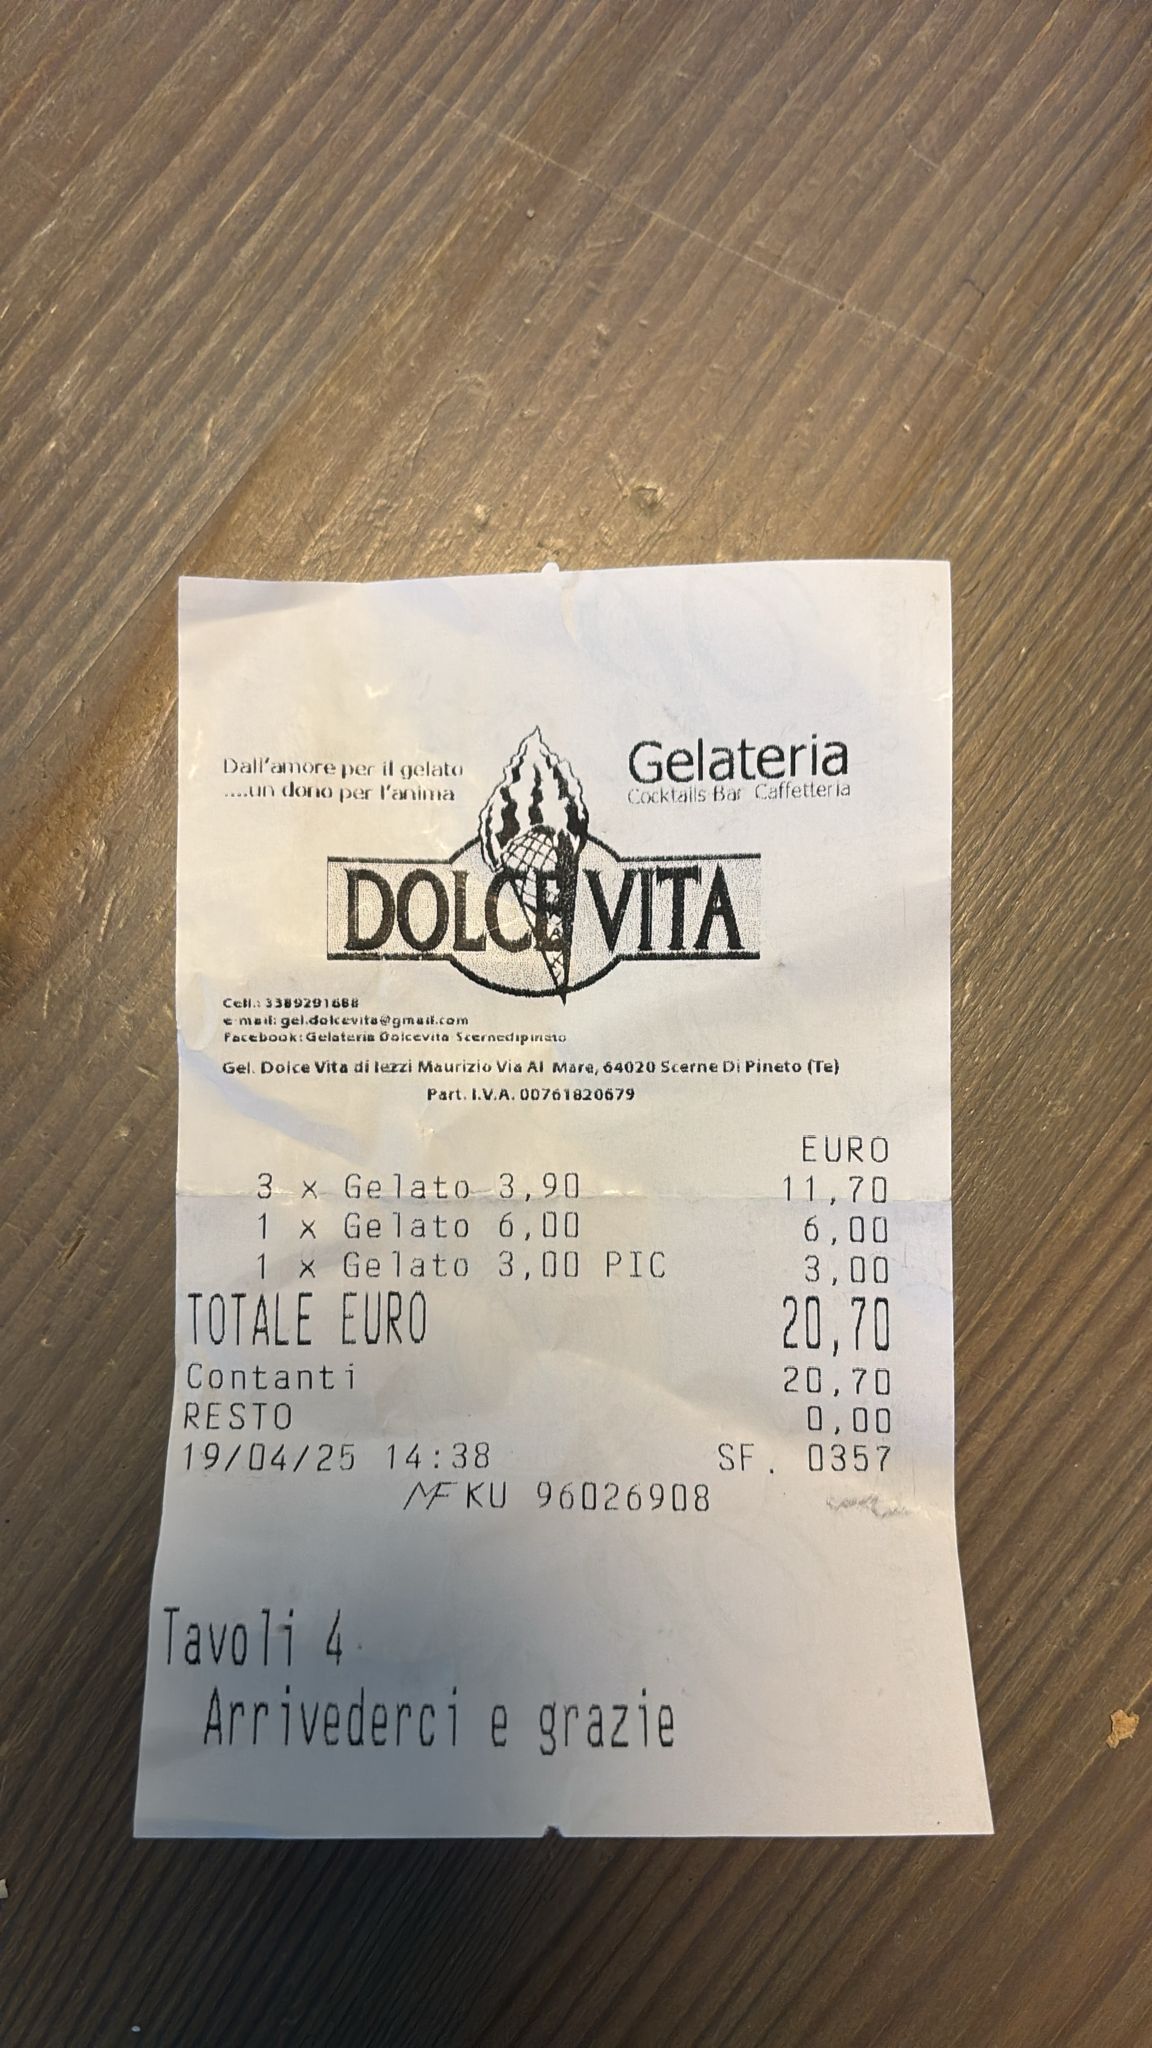 Dall'amore per il gelato
....un dono per l'anima
Gelateria
Cocktails Bar Caffetteria
DOLCE VITA
Cell.: 3389291688
e-mail: gel.dolcevita@gmail.com
Facebook: Gelateria Dolcevita Scernedipineto
Gel. Dolce Vita di Iezzi Maurizio Via Al Mare, 64020 Scerne Di Pineto (Te)
Part. I.V.A. 00761820679
EURO
3 x Gelato 3,90 11,70
1 x Gelato 6,00 6,00
1 x Gelato 3,00 PIC 3,00
TOTALE EURO 20,70
Contanti 20,70
RESTO 0,00
19/04/25 14:38 SF. 0357
MF KU 96026908
Tavoli 4
Arrivederci e grazie